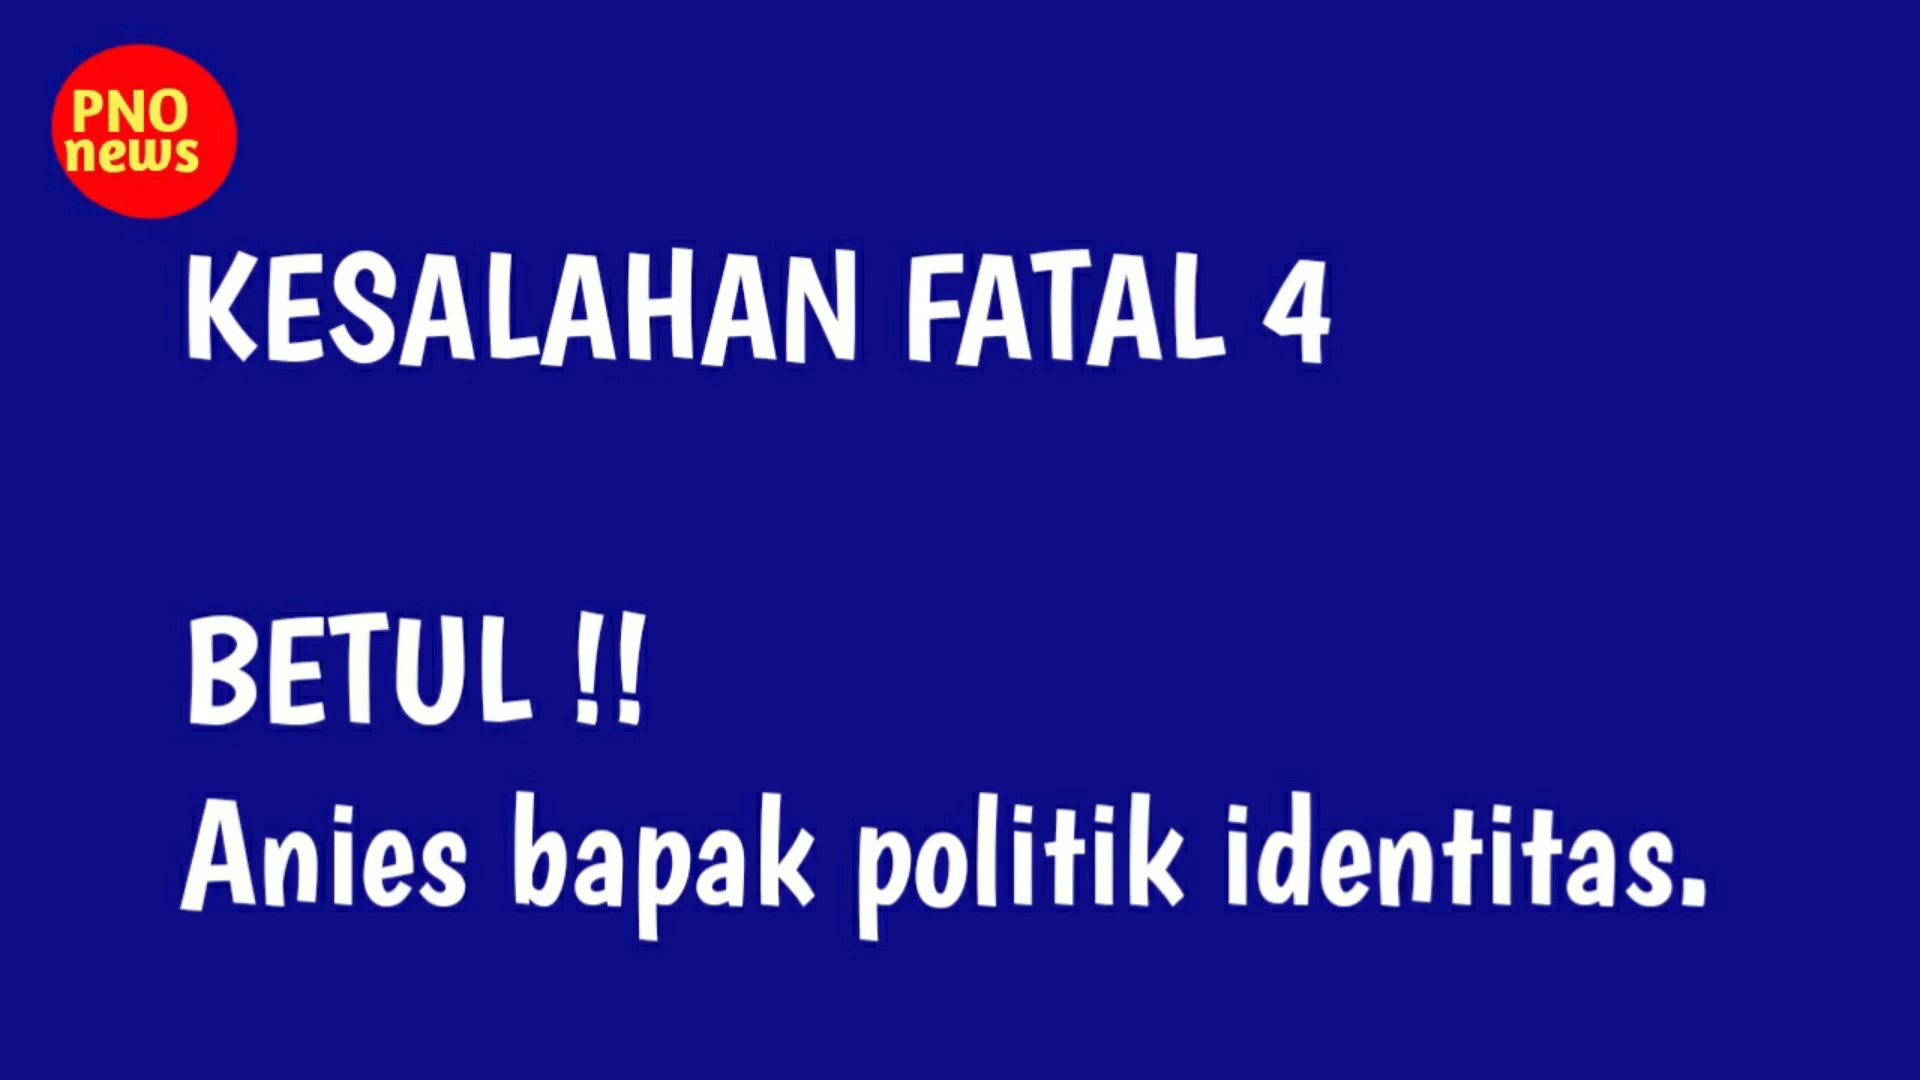 PNO
news
KESALAHAN FATAL 4
BETUL !!
Anies bapak politik identitas.